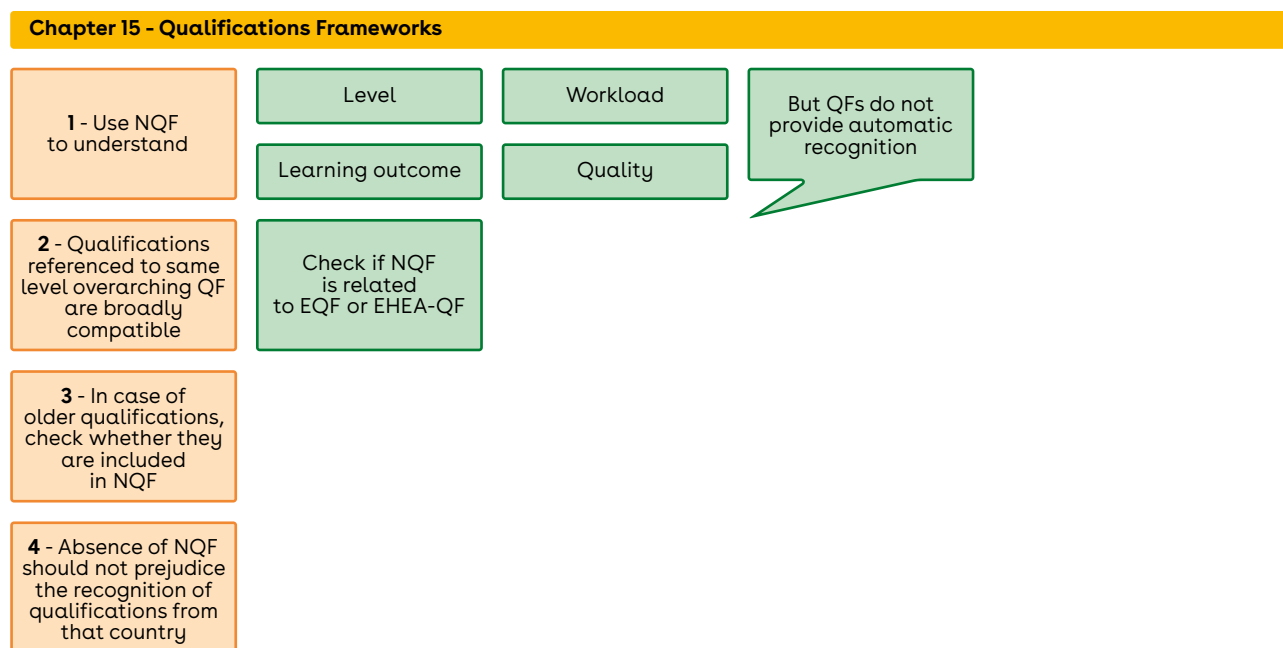 Chapter 15 - Qualifications Frameworks
1 - Use NQF
to understand
Level
Workload
Learning outcome
Quality
But QFs do not
provide automatic
recognition
2 - Qualifications
referenced to same
level overarching QF
are broadly
compatible
Check if NQF
is related
to EQF or EHEA-QF
3 - In case of
older qualifications,
check whether they
are included
in NQF
4 - Absence of NQF
should not prejudice
the recognition of
qualifications from
that country